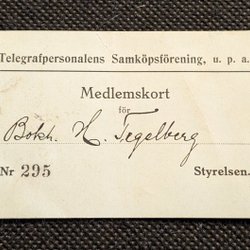 Telegrafpersonalens Samköpsförening, u. p. a.
Medlemskort
för
Bokh. H. Tegelberg
Nr 295 Styrelsen.